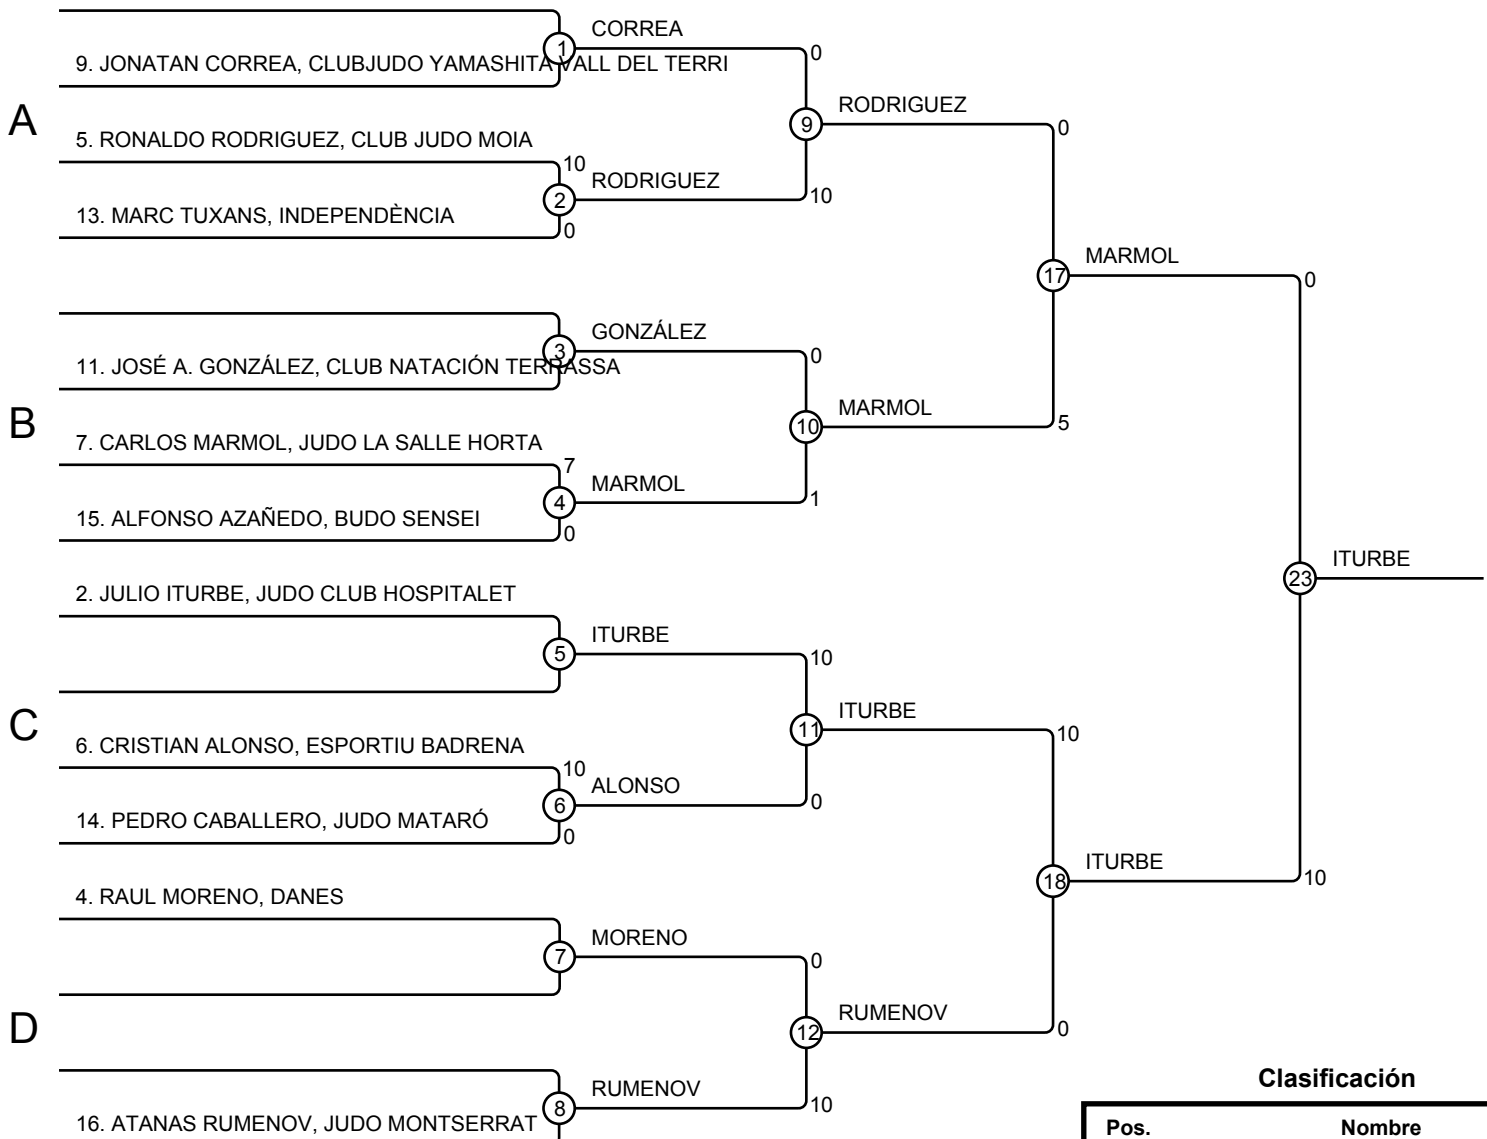 CORREA
0
9. JONATAN CORREA, CLUBJUDO YAMASHITA VALL DEL TERRI
1
A
RODRIGUEZ
9
0
5. RONALDO RODRIGUEZ, CLUB JUDO MOIA
10
RODRIGUEZ
2
10
13. MARC TUXANS, INDEPENDÈNCIA
0
MARMOL
17
0
GONZÁLEZ
3
0
11. JOSÉ A. GONZÁLEZ, CLUB NATACIÓN TERRASSA
B
MARMOL
10
5
7. CARLOS MARMOL, JUDO LA SALLE HORTA
7
MARMOL
4
1
15. ALFONSO AZAÑEDO, BUDO SENSEI
0
ITURBE
23
2. JULIO ITURBE, JUDO CLUB HOSPITALET
ITURBE
5
10
C
ITURBE
11
10
6. CRISTIAN ALONSO, ESPORTIU BADRENA
10
ALONSO
6
0
14. PEDRO CABALLERO, JUDO MATARÓ
0
ITURBE
18
10
4. RAUL MORENO, DANES
MORENO
7
0
D
RUMENOV
12
0
RUMENOV
8
10
16. ATANAS RUMENOV, JUDO MONTSERRAT
Clasificación
Pos. Nombre